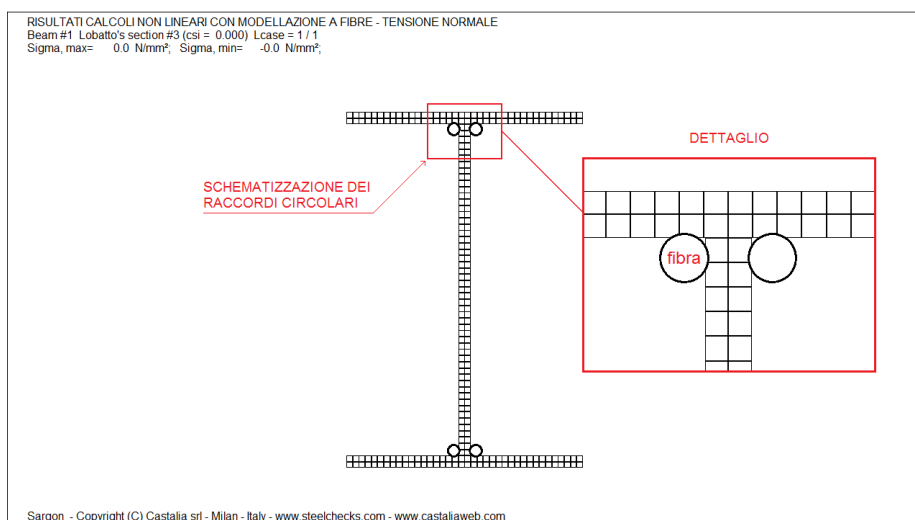 RISULTATI CALCOLI NON LINEARI CON MODELLAZIONE A FIBRE - TENSIONE NORMALE
Beam #1 Lobatto's section #3 (csi = 0.000) Lcase = 1 / 1
Sigma, max= 0.0 N/mm²; Sigma, min= -0.0 N/mm²;
DETTAGLIO
SCHEMATIZZAZIONE DEI
RACCORDI CIRCOLARI
fibra
Sargon - Copyright (C) Castalia srl - Milan - Italy - www.steelchecks.com - www.castaliaweb.com